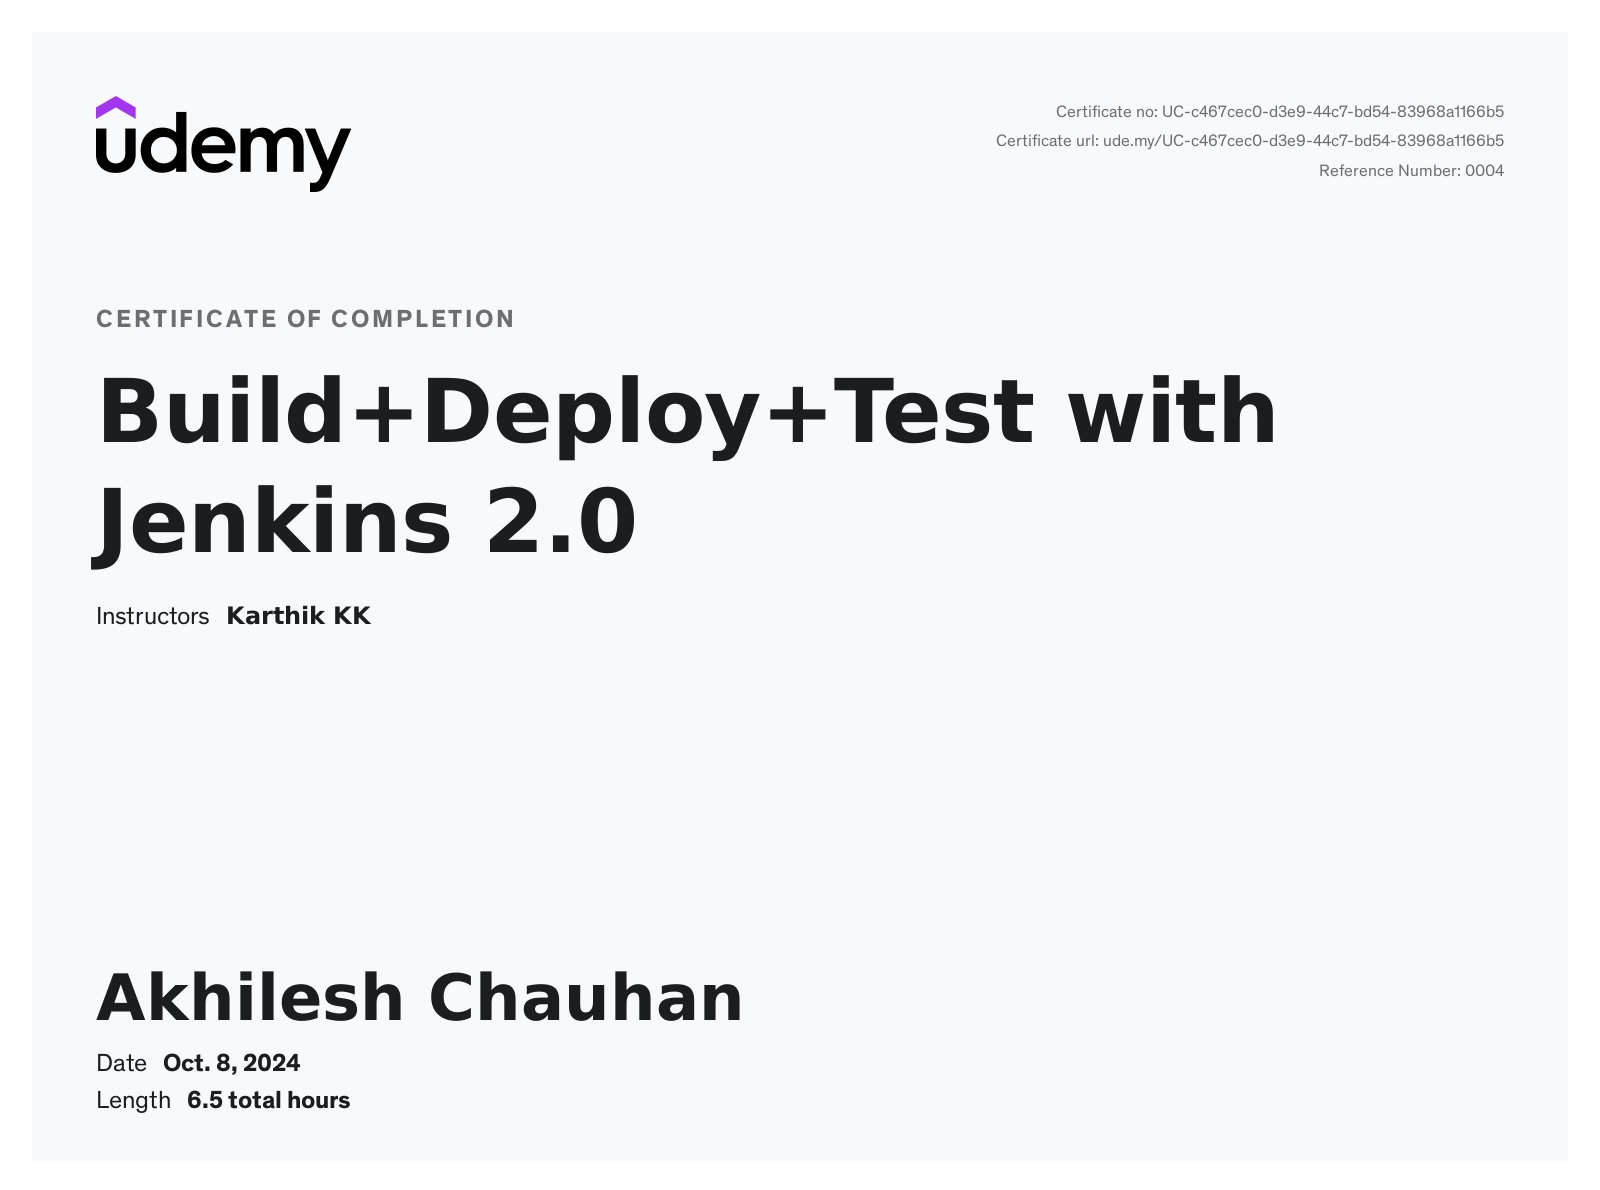 udemy
Certificate no: UC-c467cec0-d3e9-44c7-bd54-83968a1166b5
Certificate url: ude.my/UC-c467cec0-d3e9-44c7-bd54-83968a1166b5
Reference Number: 0004
CERTIFICATE OF COMPLETION
Build+Deploy+Test with
Jenkins 2.0
Instructors Karthik KK
Akhilesh Chauhan
Date Oct. 8, 2024
Length 6.5 total hours